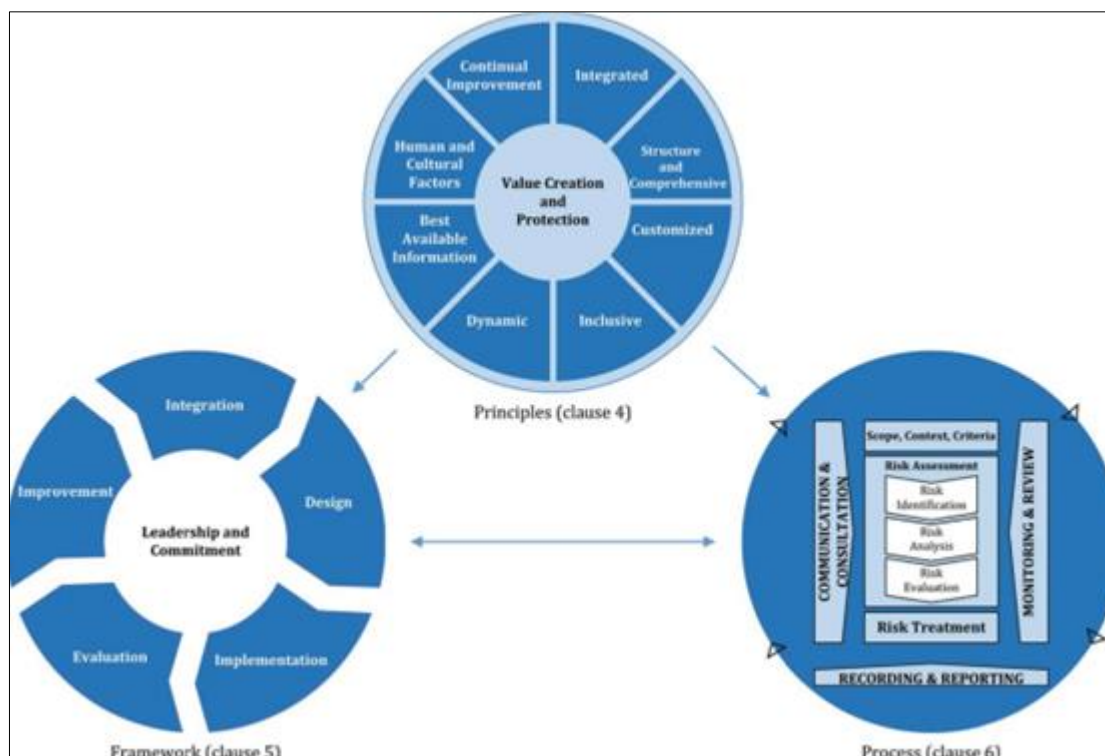 Continual
Improvement
Integrated
Human and
Cultural
Factors
Structure
and
Comprehensive
Value Creation
and
Protection
Best
Available
Information
Customized
Dynamic
Inclusive
Principles (clause 4)
Integration
Improvement
Design
Leadership and
Commitment
Evaluation
Implementation
Framework (clause 5)
Scope, Context, Criteria
Risk Assessment
Risk
Identification
Risk
Analysis
Risk
Evaluation
Risk Treatment
COMMUNICATION &
CONSULTATION
MONITORING & REVIEW
RECORDING & REPORTING
Process (clause 6)